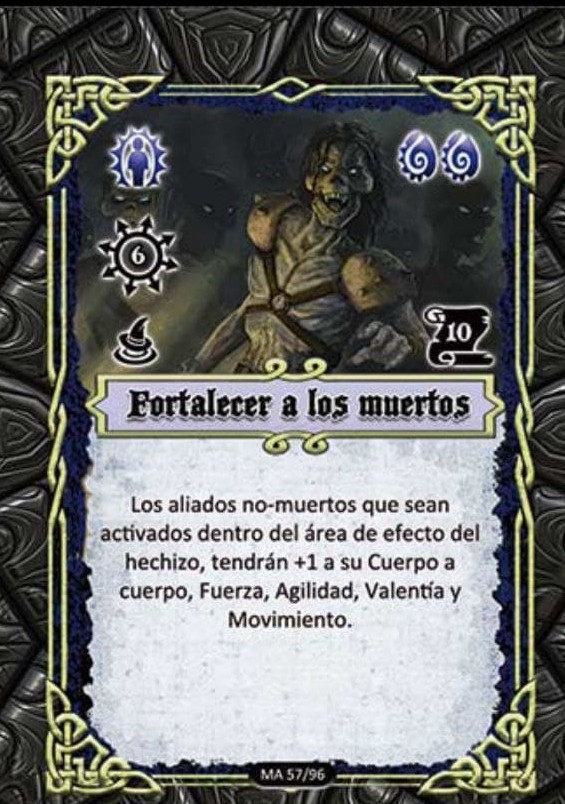 6
10
Fortalecer a los muertos
Los aliados no-muertos que sean
activados dentro del área de efecto del
hechizo, tendrán +1 a su Cuerpo a
cuerpo, Fuerza, Agilidad, Valentía y
Movimiento.
MA 57/96